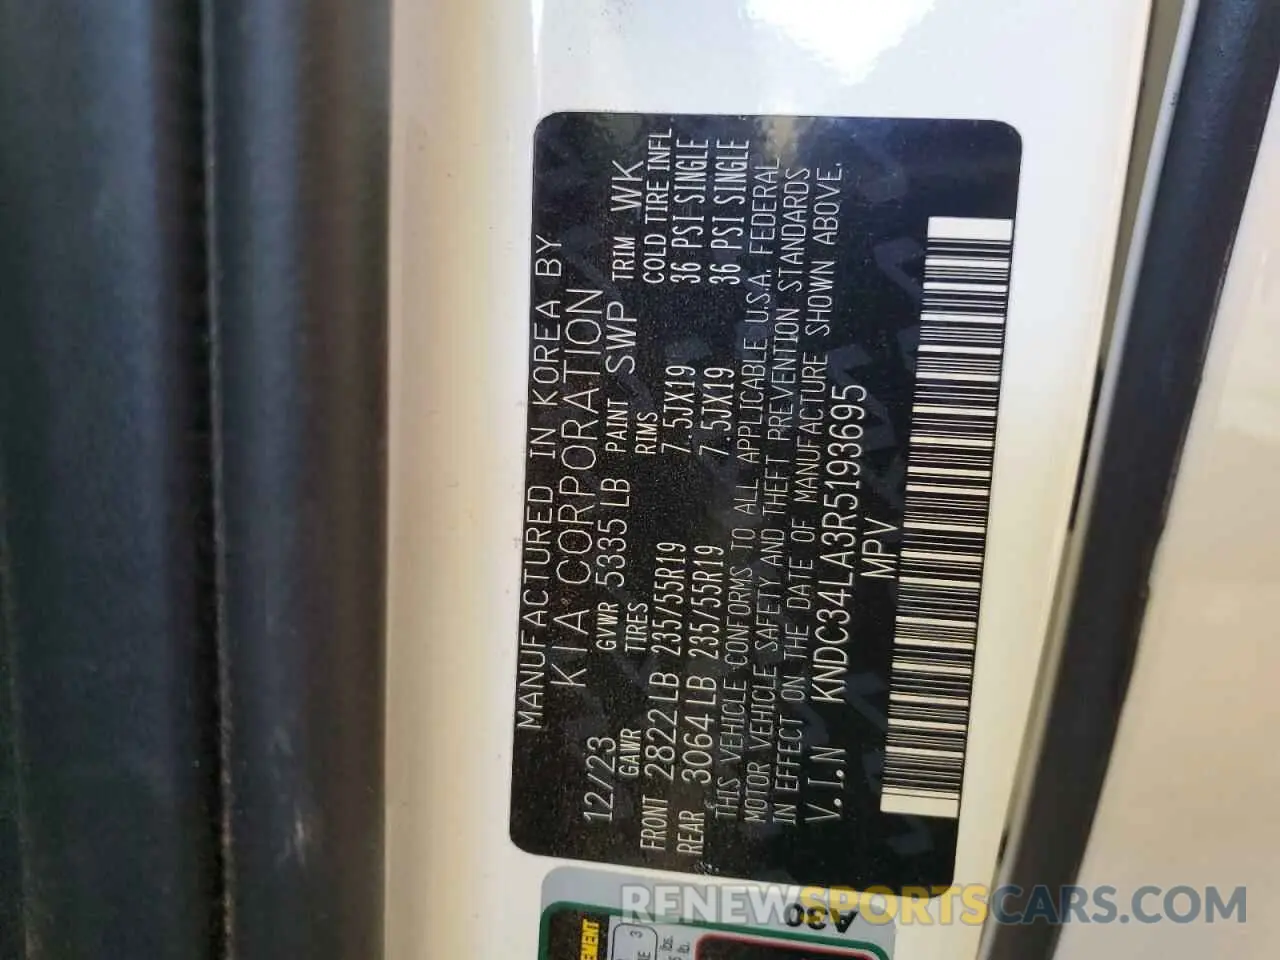 MANUFACTURED IN KOREA BY
KIA CORPORATION
12/23 GVWR 5335 LB PAINT SWP TRIM WK
GAWR TIRES RIMS COLD TIRE INFL
FRONT 2822 LB 235/55R19 7.5JX19 36 PSI SINGLE
REAR 3064 LB 235/55R19 7.5JX19 36 PSI SINGLE
THIS VEHICLE CONFORMS TO ALL APPLICABLE U.S.A. FEDERAL
MOTOR VEHICLE SAFETY AND THEFT PREVENTION STANDARDS
IN EFFECT ON THE DATE OF MANUFACTURE SHOWN ABOVE.
V.I.N KNDC34LA3R5193695
MPV
A30
3
lbs.
lb.
RENEWSPORTSCARS.COM